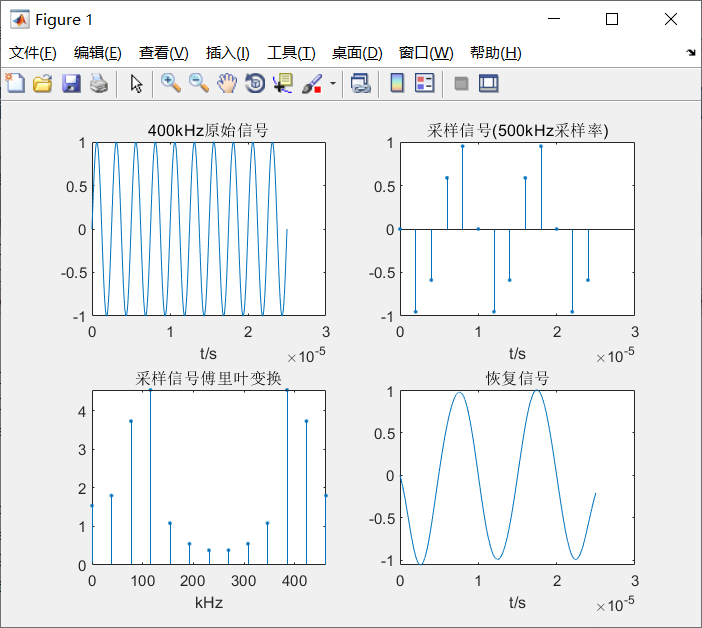 Figure 1
文件(F) 编辑(E) 查看(V) 插入(I) 工具(T) 桌面(D) 窗口(W) 帮助(H)
400kHz原始信号
1
0.5
0
-0.5
-1
0 1 2 3
t/s
×10⁻⁵
采样信号(500kHz采样率)
1
0.5
0
-0.5
-1
0 1 2 3
t/s
×10⁻⁵
采样信号傅里叶变换
4
3
2
1
0
0 100 200 300 400
kHz
恢复信号
1
0.5
0
-0.5
-1
0 1 2 3
t/s
×10⁻⁵